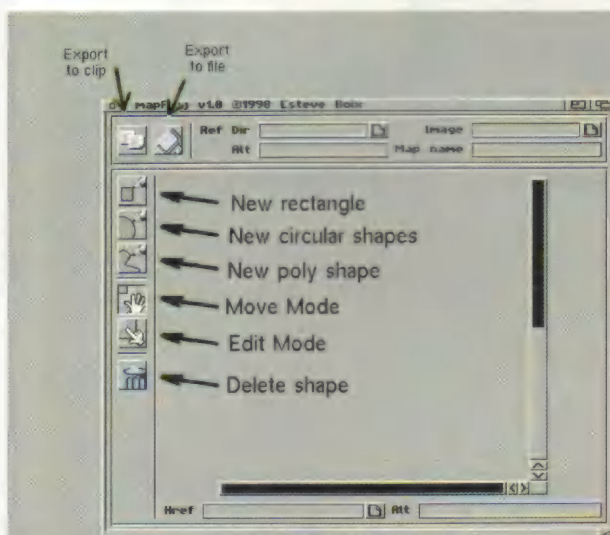 Export
to clip
Export
to file
v1.0 ©1998 Esteve Boix
Ref Dir
Image
Alt
Map name
New rectangle
New circular shapes
New poly shape
Move Mode
Edit Mode
Delete shape
Href
Alt